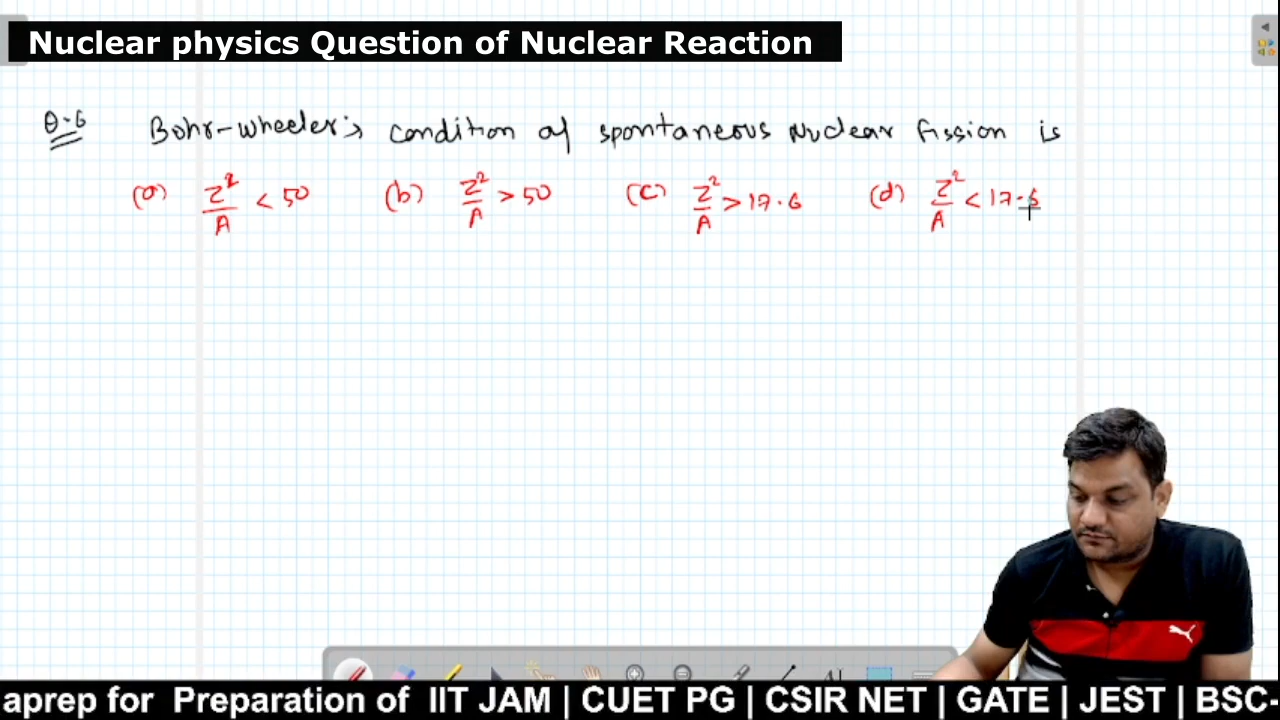 Nuclear physics Question of Nuclear Reaction
Q.6 Bohr-Wheeler's condition of spontaneous Nuclear fission is
(a) Z²/A < 50 (b) Z²/A > 50 (c) Z²/A > 17.6 (d) Z²/A < 17.6
aprep for Preparation of IIT JAM | CUET PG | CSIR NET | GATE | JEST | BSC-